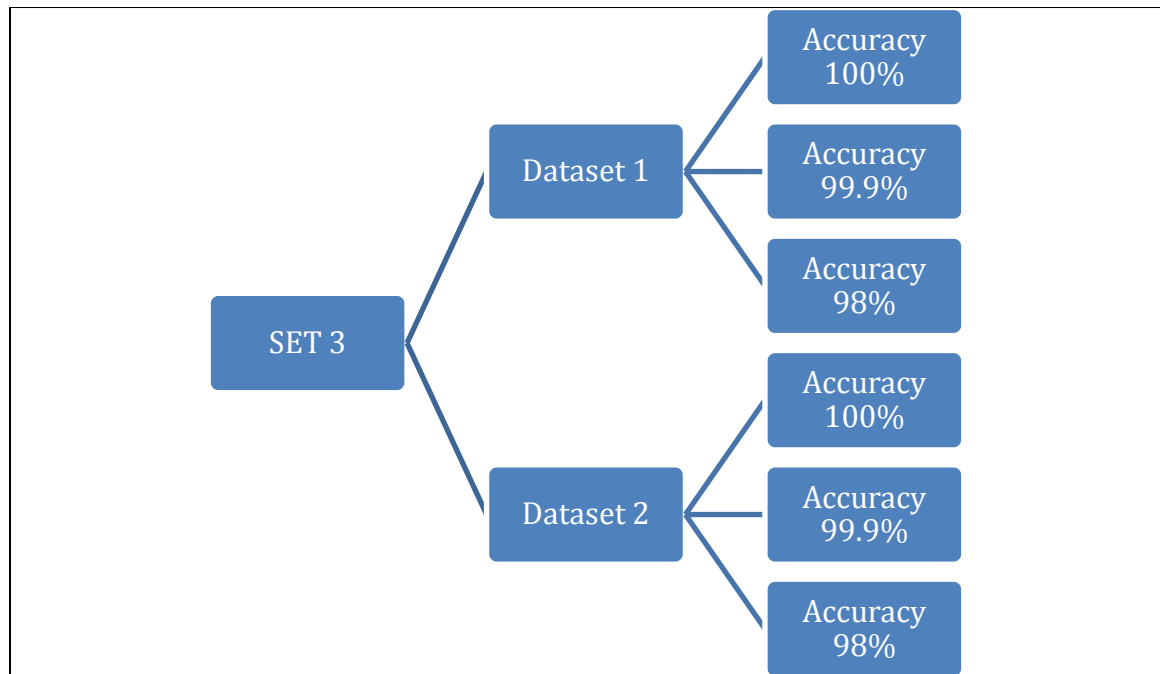 SET 3
Dataset 1
Accuracy
100%
Accuracy
99.9%
Accuracy
98%
Dataset 2
Accuracy
100%
Accuracy
99.9%
Accuracy
98%